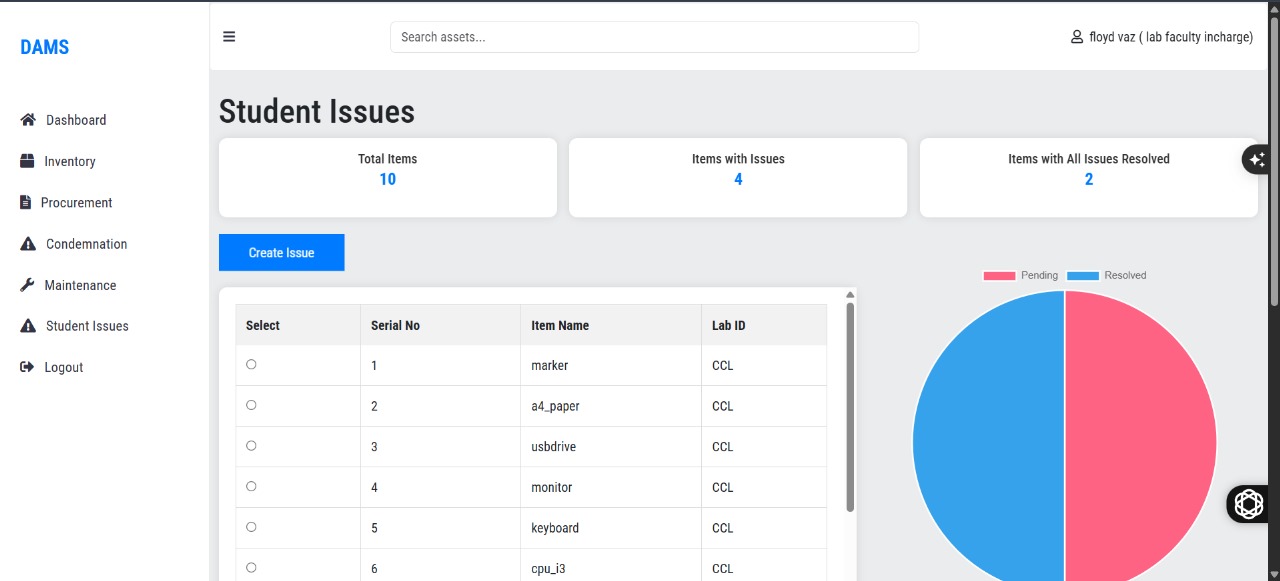 DAMS
Search assets...
floyd vaz ( lab faculty incharge)
Dashboard
Inventory
Procurement
Condemnation
Maintenance
Student Issues
Logout
Student Issues
Total Items
10
Items with Issues
4
Items with All Issues Resolved
2
Create Issue
Pending Resolved
Select Serial No Item Name Lab ID
1 marker CCL
2 a4_paper CCL
3 usbdrive CCL
4 monitor CCL
5 keyboard CCL
6 cpu_i3 CCL